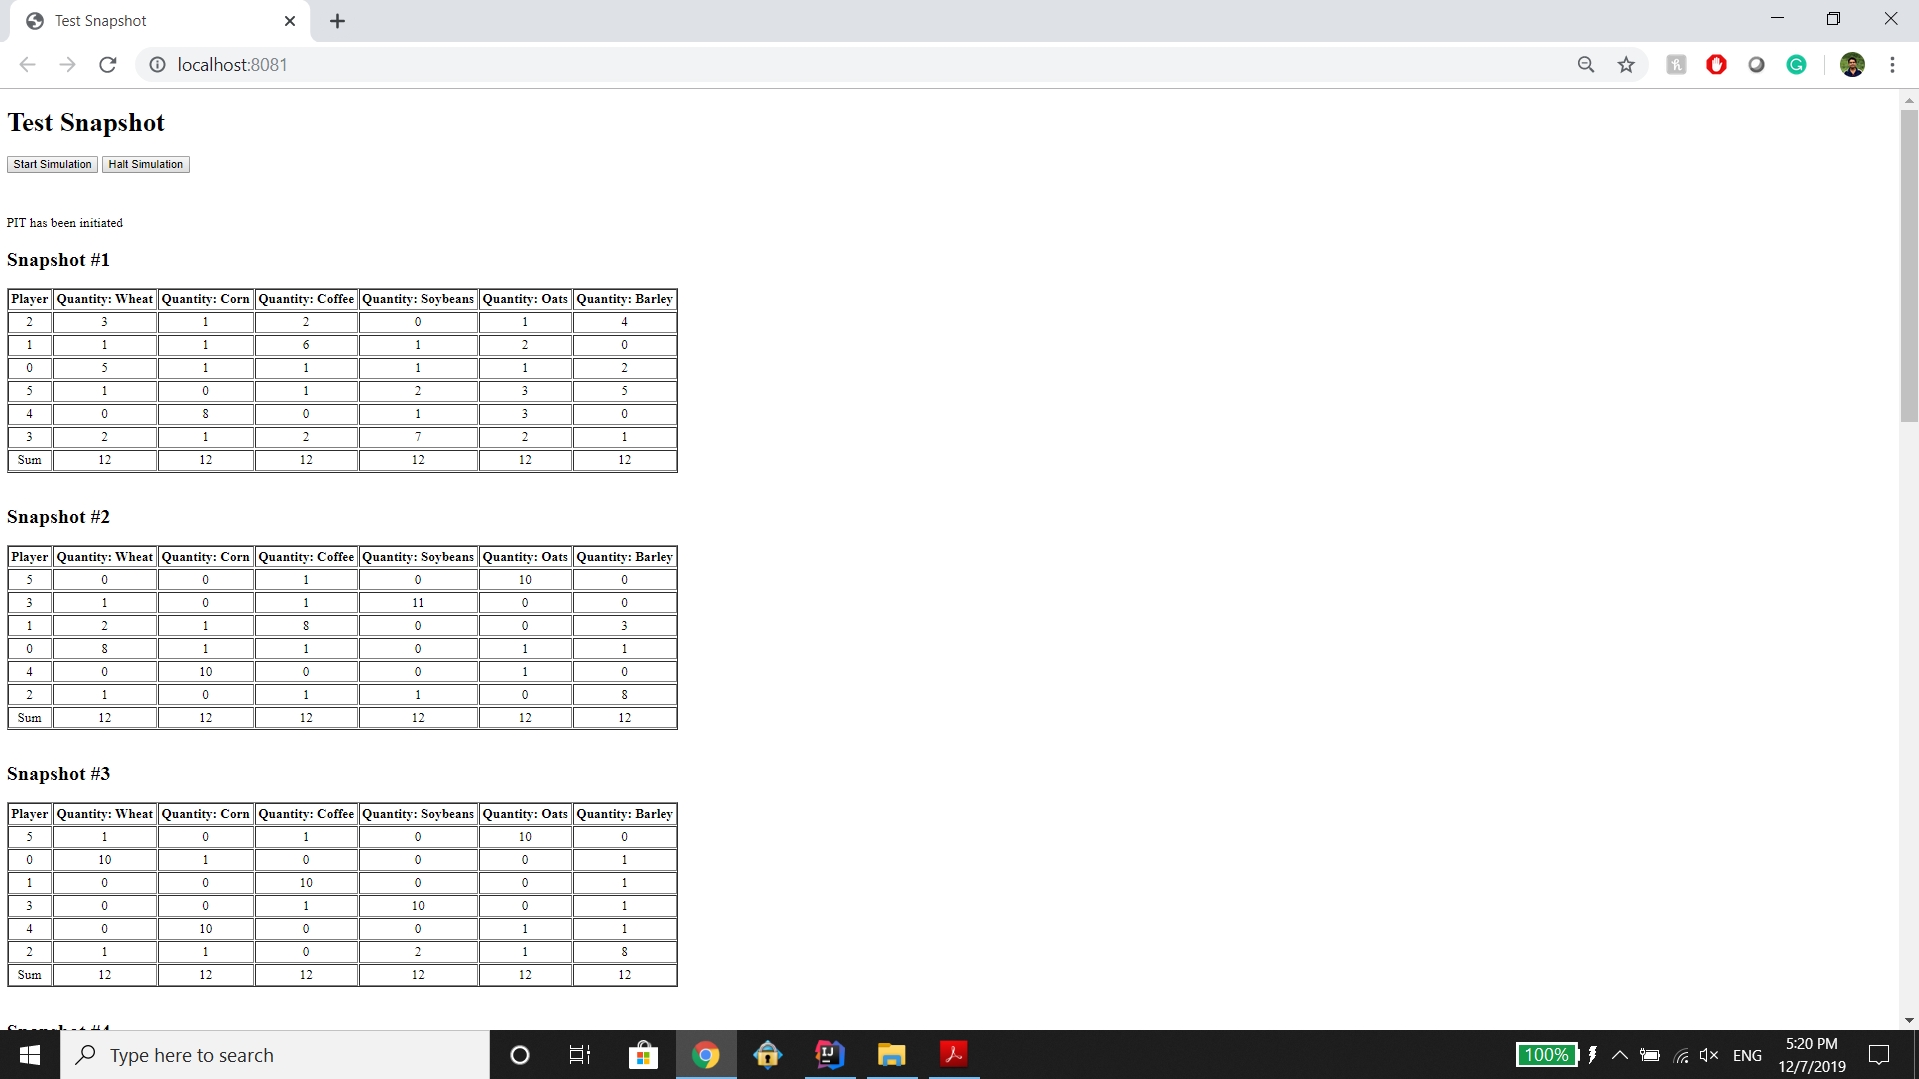 Test Snapshot
localhost:8081
Test Snapshot
Start Simulation Halt Simulation
PIT has been initiated
Snapshot #1
Player Quantity: Wheat Quantity: Corn Quantity: Coffee Quantity: Soybeans Quantity: Oats Quantity: Barley
2 3 1 2 0 1 4
1 1 1 6 1 2 0
0 5 1 1 1 1 2
5 1 0 1 2 3 5
4 0 8 0 1 3 0
3 2 1 2 7 2 1
Sum 12 12 12 12 12 12
Snapshot #2
Player Quantity: Wheat Quantity: Corn Quantity: Coffee Quantity: Soybeans Quantity: Oats Quantity: Barley
5 0 0 1 0 10 0
3 1 0 1 11 0 0
1 2 1 8 0 0 3
0 8 1 1 0 1 1
4 0 10 0 0 1 0
2 1 0 1 1 0 8
Sum 12 12 12 12 12 12
Snapshot #3
Player Quantity: Wheat Quantity: Corn Quantity: Coffee Quantity: Soybeans Quantity: Oats Quantity: Barley
5 1 0 1 0 10 0
0 10 1 0 0 0 1
1 0 0 10 0 0 1
3 0 0 1 10 0 1
4 0 10 0 0 1 1
2 1 1 0 2 1 8
Sum 12 12 12 12 12 12
Snapshot #4
Type here to search
100%
ENG
5:20 PM
12/7/2019